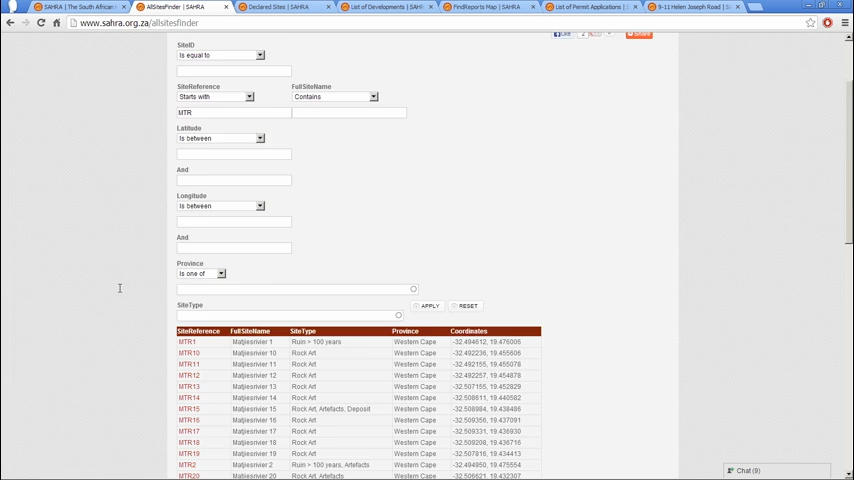 SAHRA | The South African
AllSitesFinder | SAHRA
Declared Sites | SAHRA
List of Developments | SAHR
FindReports Map | SAHRA
List of Permit Applications | S
9-11 Helen Joseph Road | S
www.sahra.org.za/allsitesfinder
Like 2 Share
SiteID
Is equal to
SiteReference FullSiteName
Starts with Contains
MTR
Latitude
Is between
And
Longitude
Is between
And
Province
Is one of
SiteType
APPLY RESET
SiteReference FullSiteName SiteType Province Coordinates
MTR1 Matjiesrivier 1 Ruin > 100 years Western Cape -32.494612, 19.476006
MTR10 Matjiesrivier 10 Rock Art Western Cape -32.492236, 19.455606
MTR11 Matjiesrivier 11 Rock Art Western Cape -32.492155, 19.455078
MTR12 Matjiesrivier 12 Rock Art Western Cape -32.492257, 19.454878
MTR13 Matjiesrivier 13 Rock Art Western Cape -32.507155, 19.452829
MTR14 Matjiesrivier 14 Rock Art Western Cape -32.508611, 19.440582
MTR15 Matjiesrivier 15 Rock Art, Artefacts, Deposit Western Cape -32.508984, 19.438486
MTR16 Matjiesrivier 16 Rock Art Western Cape -32.509356, 19.437091
MTR17 Matjiesrivier 17 Rock Art Western Cape -32.509331, 19.436930
MTR18 Matjiesrivier 18 Rock Art Western Cape -32.509208, 19.436716
MTR19 Matjiesrivier 19 Rock Art Western Cape -32.507816, 19.434413
MTR2 Matjiesrivier 2 Ruin > 100 years, Artefacts Western Cape -32.494950, 19.475554
MTR20 Matjiesrivier 20 Rock Art, Artefacts Western Cape -32.506621, 19.432307
Chat (9)